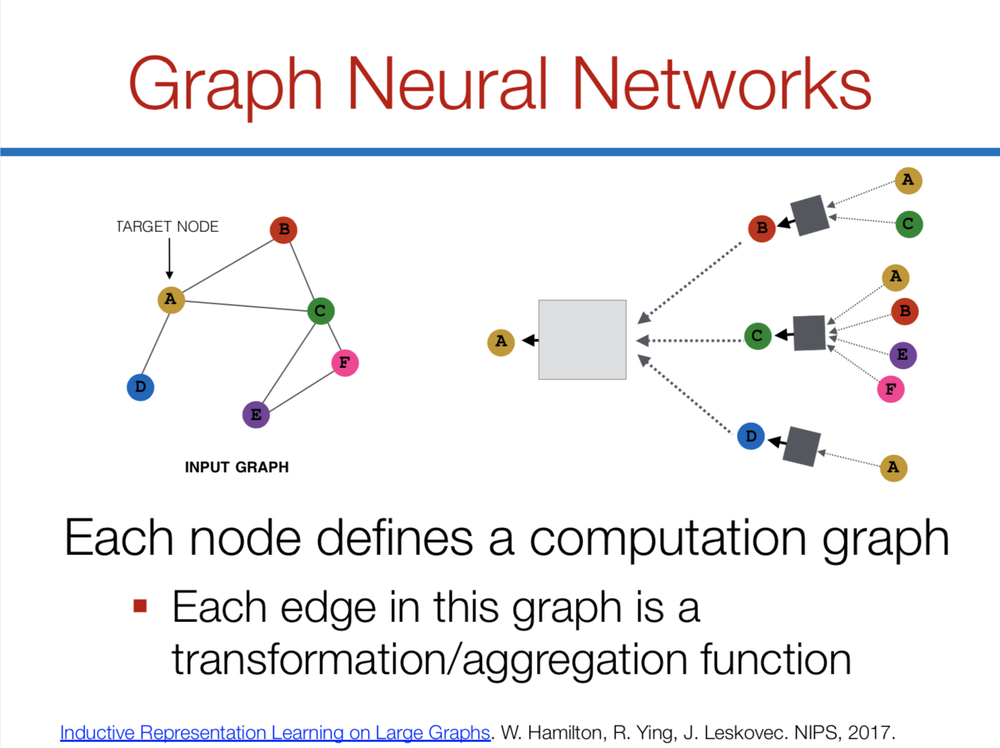 Graph Neural Networks
TARGET NODE
B
A
C
F
D
E
INPUT GRAPH
A
B
C
D
A
C
A
B
E
F
A
Each node defines a computation graph
Each edge in this graph is a
transformation/aggregation function
Inductive Representation Learning on Large Graphs. W. Hamilton, R. Ying, J. Leskovec. NIPS, 2017.